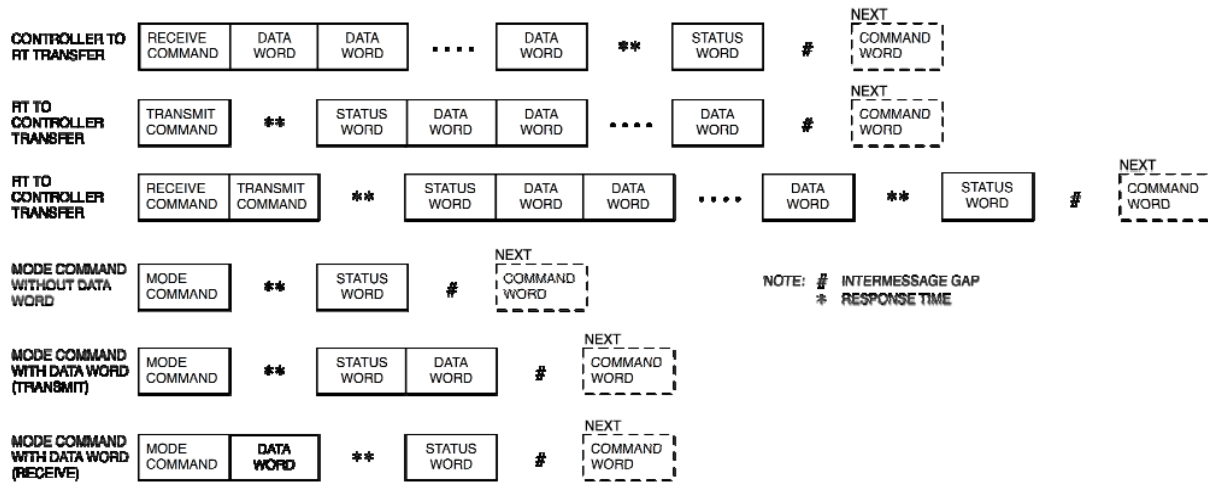 NEXT
CONTROLLER TO RT TRANSFER
RECEIVE COMMAND
DATA WORD
DATA WORD
....
DATA WORD
**
STATUS WORD
#
COMMAND WORD
NEXT
RT TO CONTROLLER TRANSFER
TRANSMIT COMMAND
**
STATUS WORD
DATA WORD
DATA WORD
....
DATA WORD
#
COMMAND WORD
NEXT
RT TO CONTROLLER TRANSFER
RECEIVE COMMAND
TRANSMIT COMMAND
**
STATUS WORD
DATA WORD
DATA WORD
....
DATA WORD
**
STATUS WORD
#
COMMAND WORD
NEXT
MODE COMMAND WITHOUT DATA WORD
MODE COMMAND
**
STATUS WORD
#
COMMAND WORD
NOTE: # INTERMESSAGE GAP
* RESPONSE TIME
NEXT
MODE COMMAND WITH DATA WORD (TRANSMIT)
MODE COMMAND
**
STATUS WORD
DATA WORD
#
COMMAND WORD
NEXT
MODE COMMAND WITH DATA WORD (RECEIVE)
MODE COMMAND
DATA WORD
**
STATUS WORD
#
COMMAND WORD